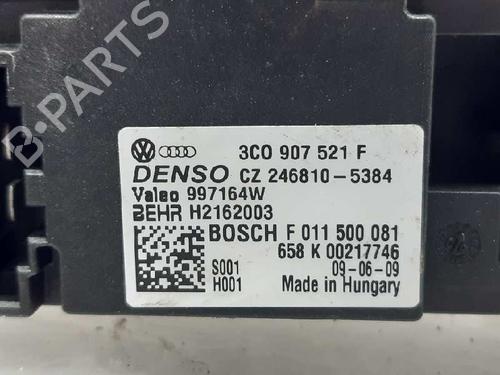 3C0 907 521 F
DENSO CZ 246810-5384
Valeo 997164W
BEHR H2162003
BOSCH F 011 500 081
658 K 00217746
S001 09-06-09
H001 Made in Hungary
B-PARTS